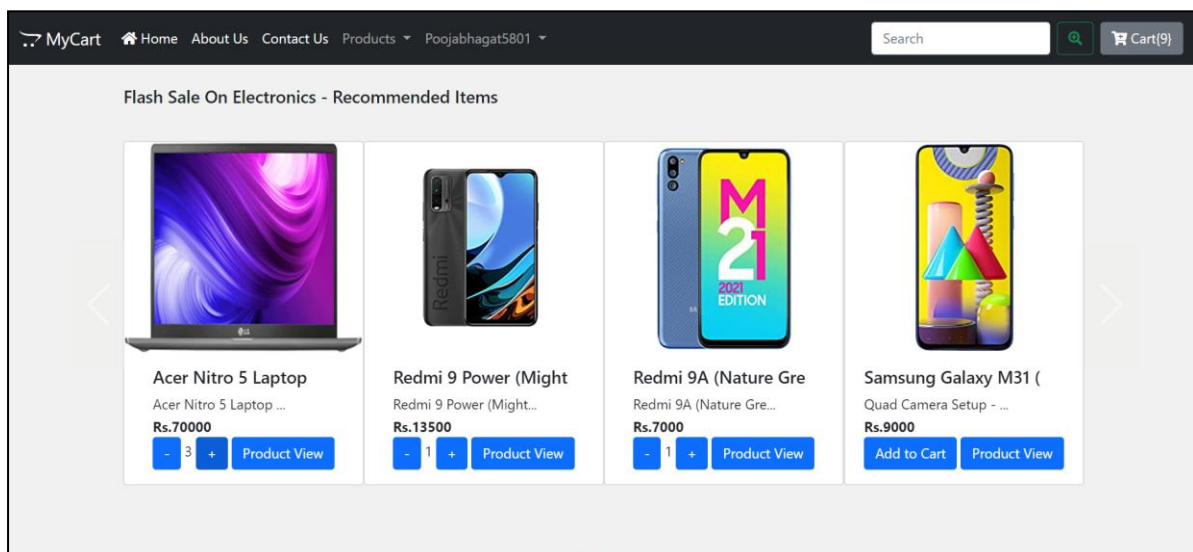 MyCart Home About Us Contact Us Products Poojabhagat5801 Search Cart{9}
Flash Sale On Electronics - Recommended Items
Redmi
M
21
2021
EDITION
LG
Acer Nitro 5 Laptop
Acer Nitro 5 Laptop ...
Rs.70000
- 3 + Product View
Redmi 9 Power (Might
Redmi 9 Power (Might...
Rs.13500
- 1 + Product View
Redmi 9A (Nature Gre
Redmi 9A (Nature Gre...
Rs.7000
- 1 + Product View
Samsung Galaxy M31 (
Quad Camera Setup - ...
Rs.9000
Add to Cart Product View